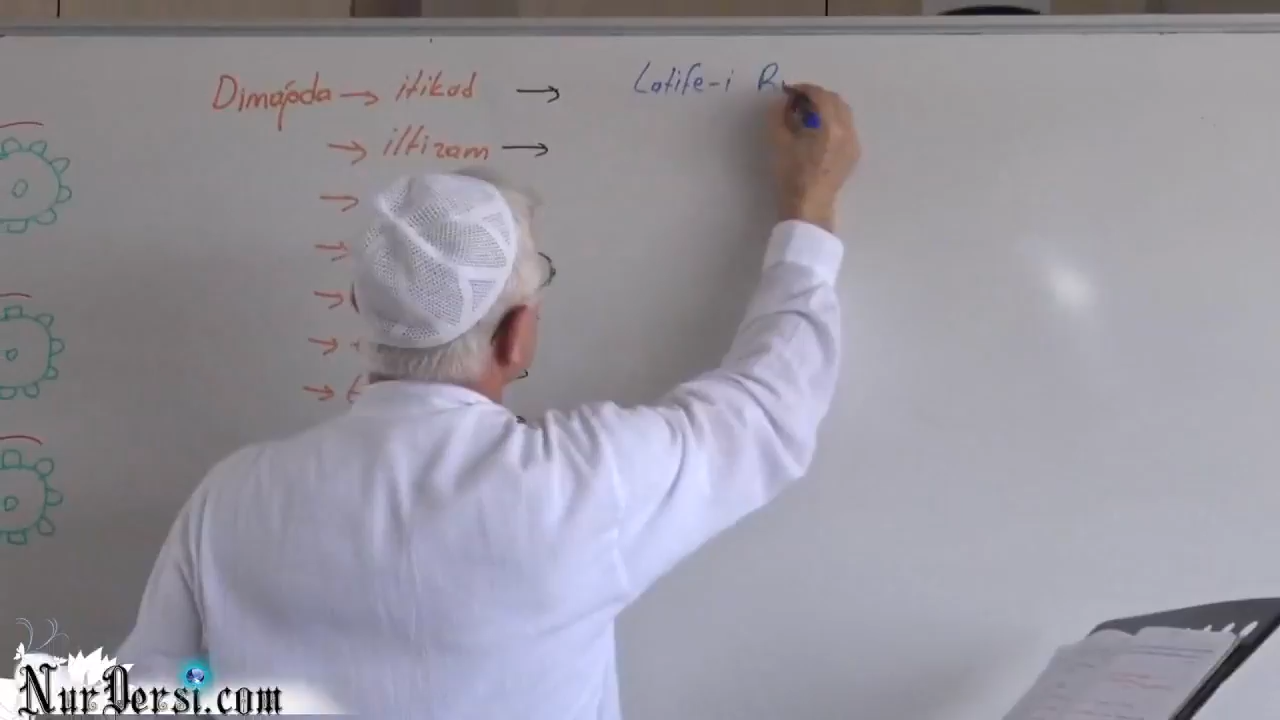 Dimağda → itikad → Latife-i R
→ iltizam →
NurDersi.com